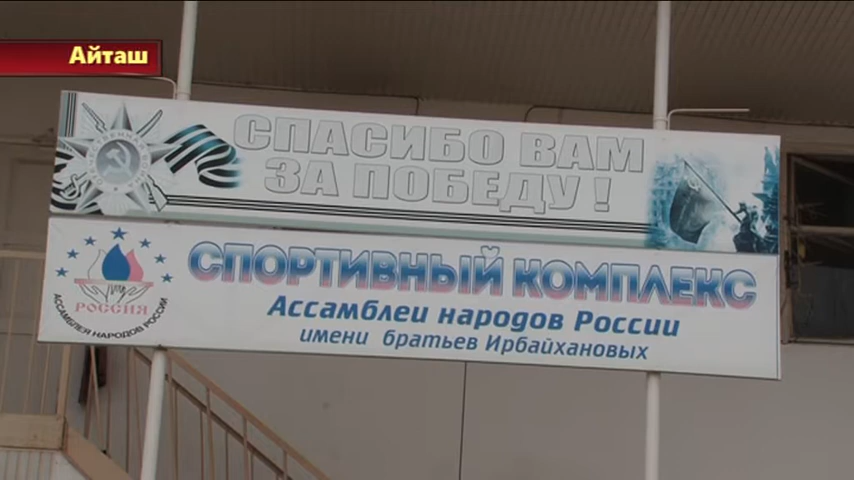 Айташ
СПАСИБО ВАМ
ЗА ПОБЕДУ !
СПОРТИВНЫЙ КОМПЛЕКС
Ассамблеи народов России
имени братьев Ирбайхановых
РОССИЯ
АССАМБЛЕЯ НАРОДОВ РОССИИ